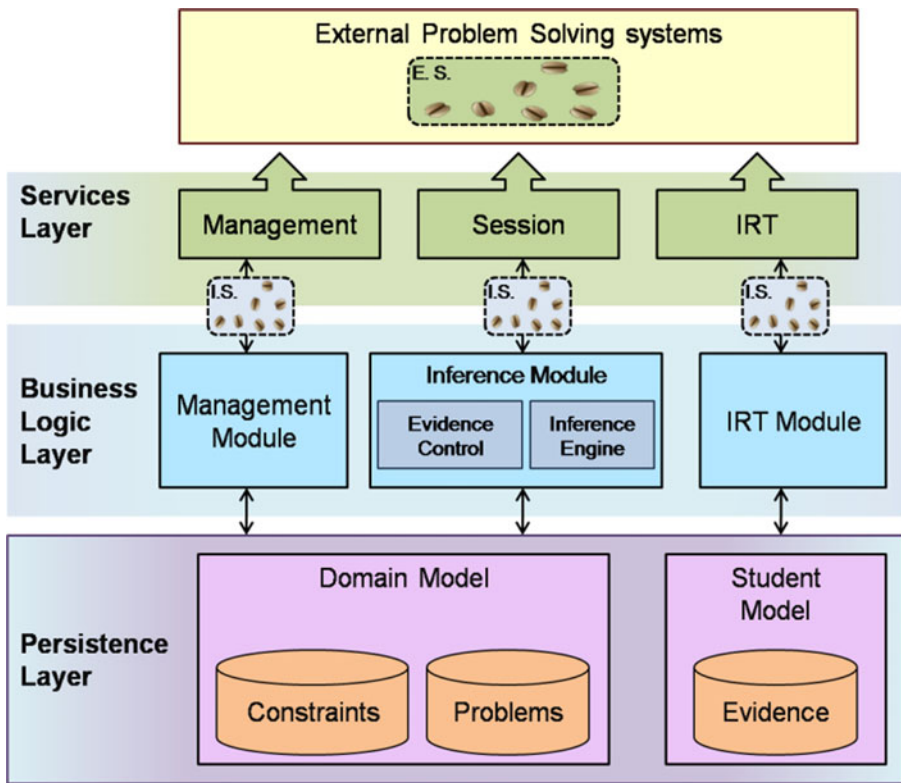 External Problem Solving systems
E. S.
Services
Layer
Management
Session
IRT
I.S.
I.S.
I.S.
Business
Logic
Layer
Management
Module
Inference Module
Evidence
Control
Inference
Engine
IRT Module
Persistence
Layer
Domain Model
Constraints
Problems
Student
Model
Evidence